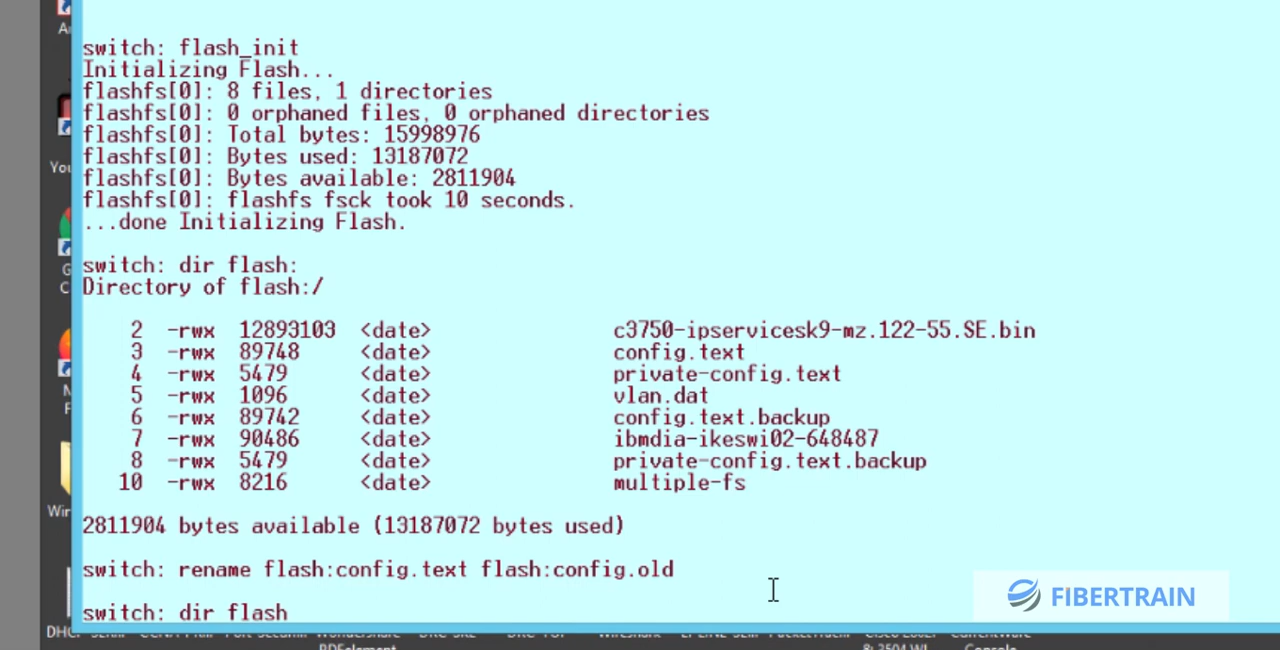 switch: flash_init
Initializing Flash...
flashfs[0]: 8 files, 1 directories
flashfs[0]: 0 orphaned files, 0 orphaned directories
flashfs[0]: Total bytes: 15998976
flashfs[0]: Bytes used: 13187072
flashfs[0]: Bytes available: 2811904
flashfs[0]: flashfs fsck took 10 seconds.
...done Initializing Flash.
switch: dir flash:
Directory of flash:/
2 -rwx 12893103 <date> c3750-ipservicesk9-mz.122-55.SE.bin
3 -rwx 89748 <date> config.text
4 -rwx 5479 <date> private-config.text
5 -rwx 1096 <date> vlan.dat
6 -rwx 89742 <date> config.text.backup
7 -rwx 90486 <date> ibmdia-ikeswi02-648487
8 -rwx 5479 <date> private-config.text.backup
10 -rwx 8216 <date> multiple-fs
2811904 bytes available (13187072 bytes used)
switch: rename flash:config.text flash:config.old
switch: dir flash
FIBERTRAIN